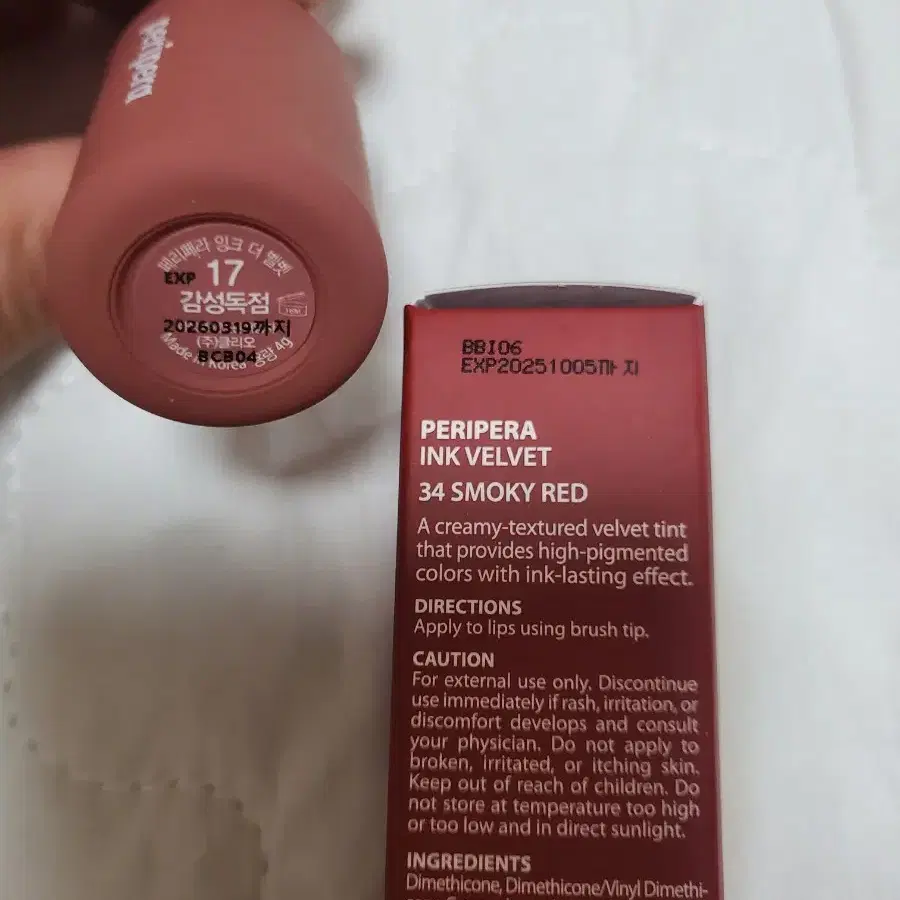 peripera
페리페라 잉크 더 벨벳
EXP 17
감성독점
20260319까지
(주)클리오
BCB04
Made in Korea 용량 4g
BBI06
EXP20251005까지
PERIPERA
INK VELVET
34 SMOKY RED
A creamy-textured velvet tint
that provides high-pigmented
colors with ink-lasting effect.
DIRECTIONS
Apply to lips using brush tip.
CAUTION
For external use only. Discontinue
use immediately if rash, irritation, or
discomfort develops and consult
your physician. Do not apply to
broken, irritated, or itching skin.
Keep out of reach of children. Do
not store at temperature too high
or too low and in direct sunlight.
INGREDIENTS
Dimethicone, Dimethicone/Vinyl Dimethi-